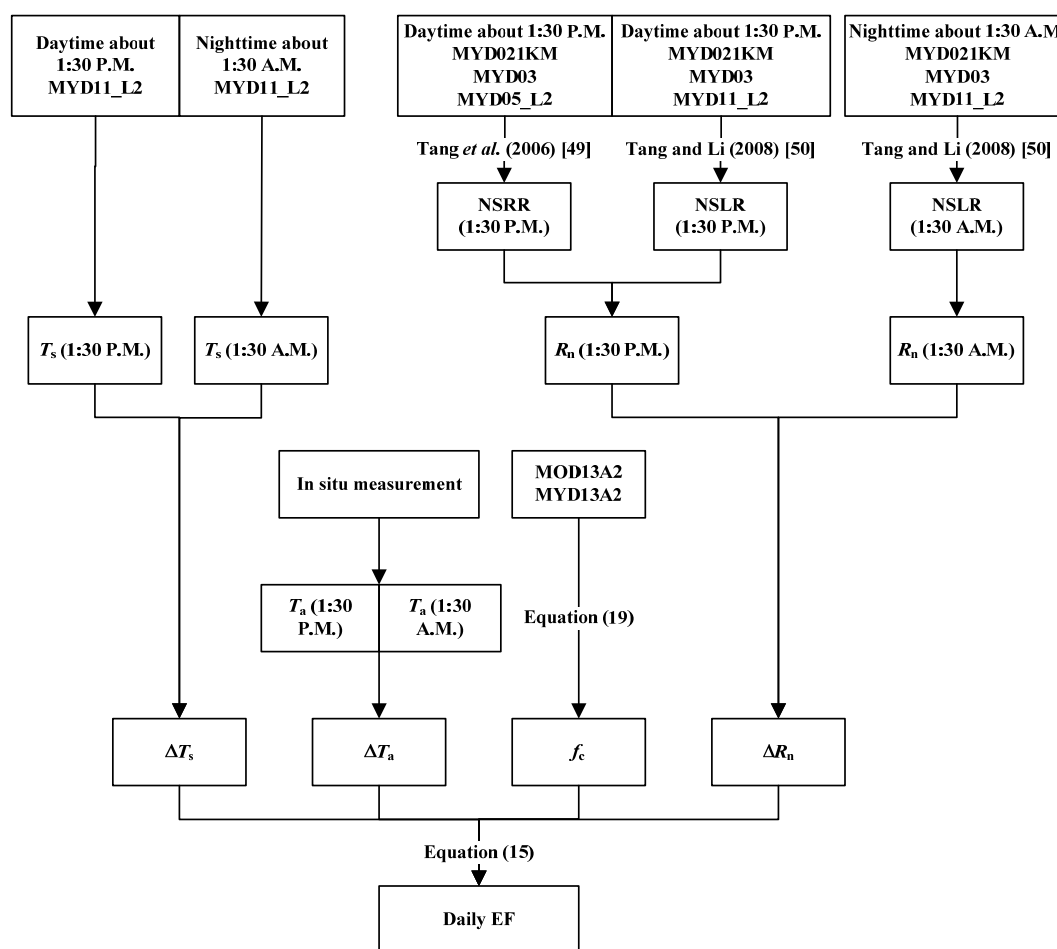 Daytime about
1:30 P.M.
MYD11_L2
Nighttime about
1:30 A.M.
MYD11_L2
Daytime about 1:30 P.M.
MYD021KM
MYD03
MYD05_L2
Daytime about 1:30 P.M.
MYD021KM
MYD03
MYD11_L2
Nighttime about 1:30 A.M
MYD021KM
MYD03
MYD11_L2
Tang et al. (2006) [49]
Tang and Li (2008) [50]
Tang and Li (2008) [50]
NSRR
(1:30 P.M.)
NSLR
(1:30 P.M.)
NSLR
(1:30 A.M.)
Ts (1:30 P.M.)
Ts (1:30 A.M.)
Rn (1:30 P.M.)
Rn (1:30 A.M.)
In situ measurement
MOD13A2
MYD13A2
Ta (1:30
P.M.)
Ta (1:30
A.M.)
Equation (19)
ΔTs
ΔTa
fc
ΔRn
Equation (15)
Daily EF